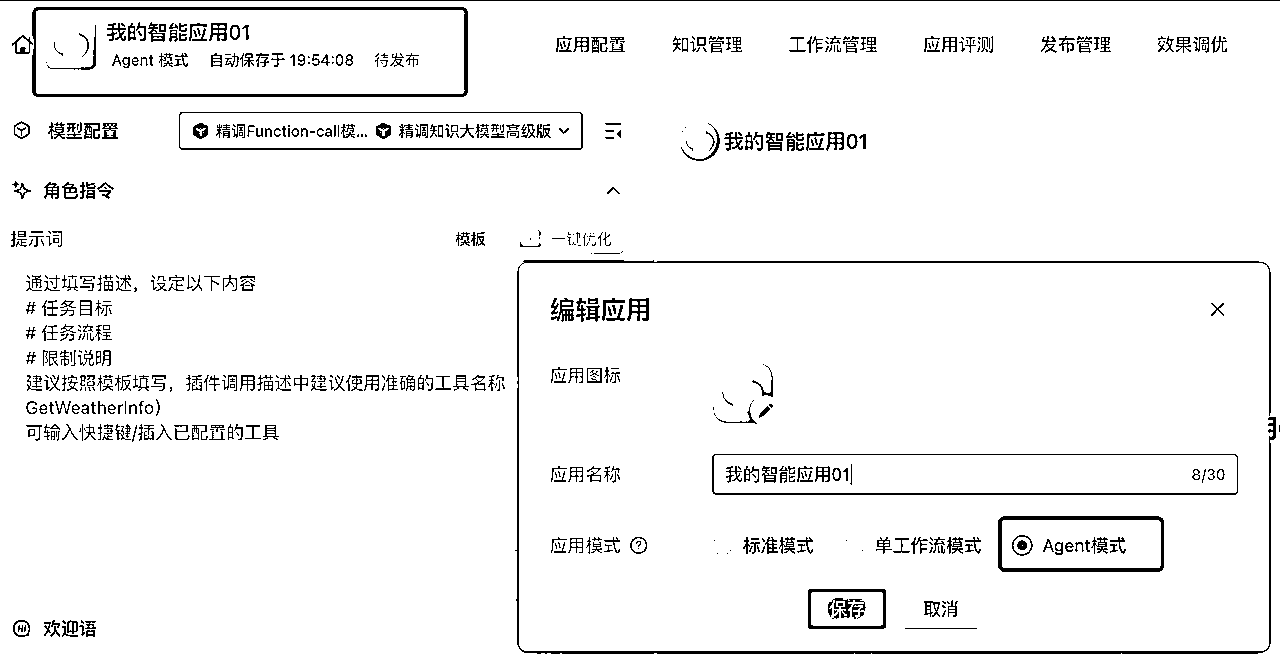 我的智能应用01
Agent 模式 自动保存于 19:54:08 待发布
应用配置 知识管理 工作流管理 应用评测 发布管理 效果调优
模型配置 精调Function-call模... 精调知识大模型高级版
我的智能应用01
角色指令
提示词 模板 一键优化
通过填写描述，设定以下内容
# 任务目标
# 任务流程
# 限制说明
建议按照模板填写，插件调用描述中建议使用准确的工具名称
GetWeatherInfo）
可输入快捷键/插入已配置的工具
欢迎语
编辑应用
应用图标
应用名称 我的智能应用01 8/30
应用模式 标准模式 单工作流模式 Agent模式
保存 取消